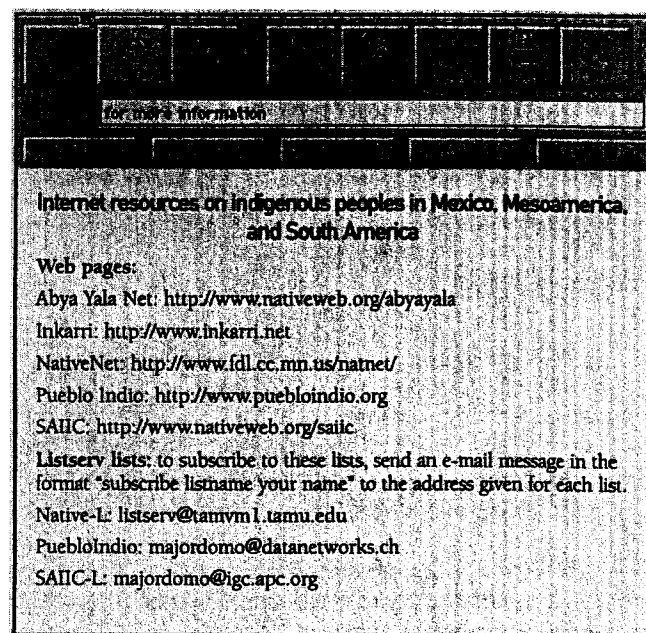 for more information
Internet resources on indigenous peoples in Mexico, Mesoamerica,
and South America
Web pages:
Abya Yala Net: http://www.nativeweb.org/abyayala
Inkarri: http://www.inkarri.net
NativeNet: http://www.fdl.cc.mn.us/natnet/
Pueblo Indio: http://www.puebloindio.org
SAIIC: http://www.nativeweb.org/saiic
Listserv lists: to subscribe to these lists, send an e-mail message in the
format "subscribe listname your name" to the address given for each list.
Native-L: listserv@tamvm1.tamu.edu
PuebloIndio: majordomo@datanetworks.ch
SAIIC-L: majordomo@igc.apc.org